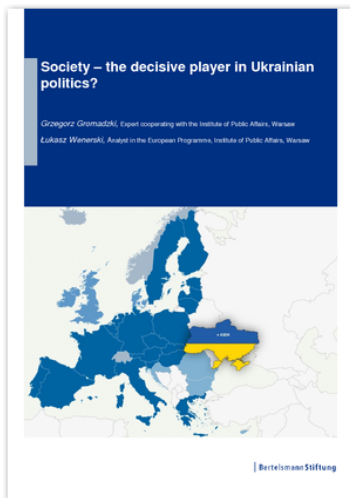 Society – the decisive player in Ukrainian
politics?
Grzegorz Gromadzki, Expert cooperating with the Institute of Public Affairs, Warsaw
Łukasz Wenerski, Analyst in the European Programme, Institute of Public Affairs, Warsaw
KIEW
BertelsmannStiftung